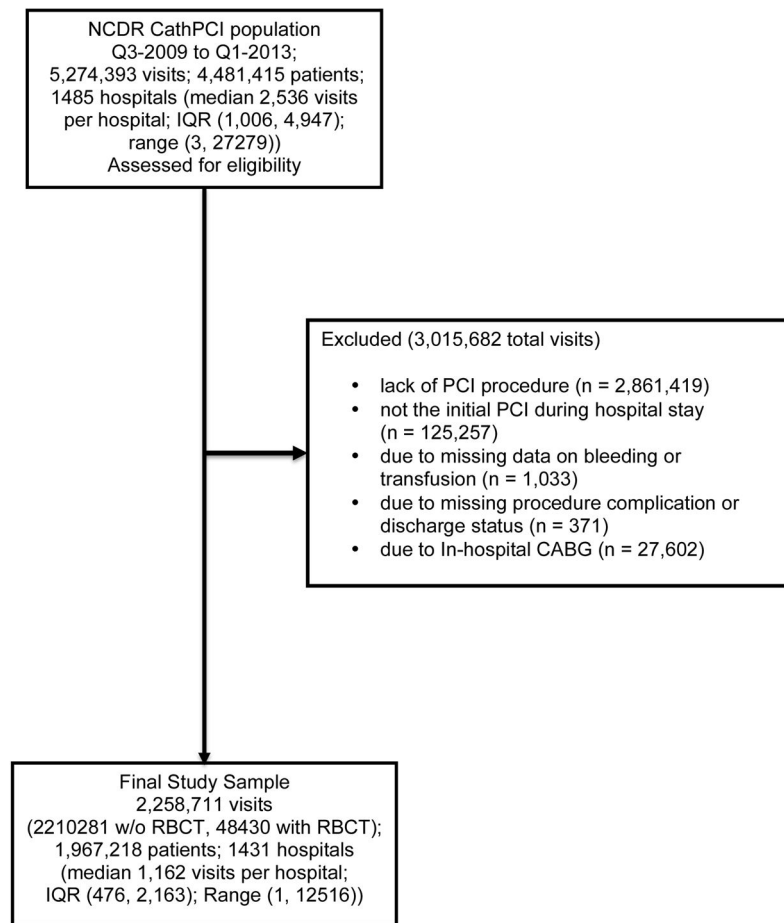 NCDR CathPCI population
Q3-2009 to Q1-2013;
5,274,393 visits; 4,481,415 patients;
1485 hospitals (median 2,536 visits
per hospital; IQR (1,006, 4,947);
range (3, 27279))
Assessed for eligibility
Excluded (3,015,682 total visits)
• lack of PCI procedure (n = 2,861,419)
• not the initial PCI during hospital stay
(n = 125,257)
• due to missing data on bleeding or
transfusion (n = 1,033)
• due to missing procedure complication or
discharge status (n = 371)
• due to In-hospital CABG (n = 27,602)
Final Study Sample
2,258,711 visits
(2210281 w/o RBCT, 48430 with RBCT);
1,967,218 patients; 1431 hospitals
(median 1,162 visits per hospital;
IQR (476, 2,163); Range (1, 12516))